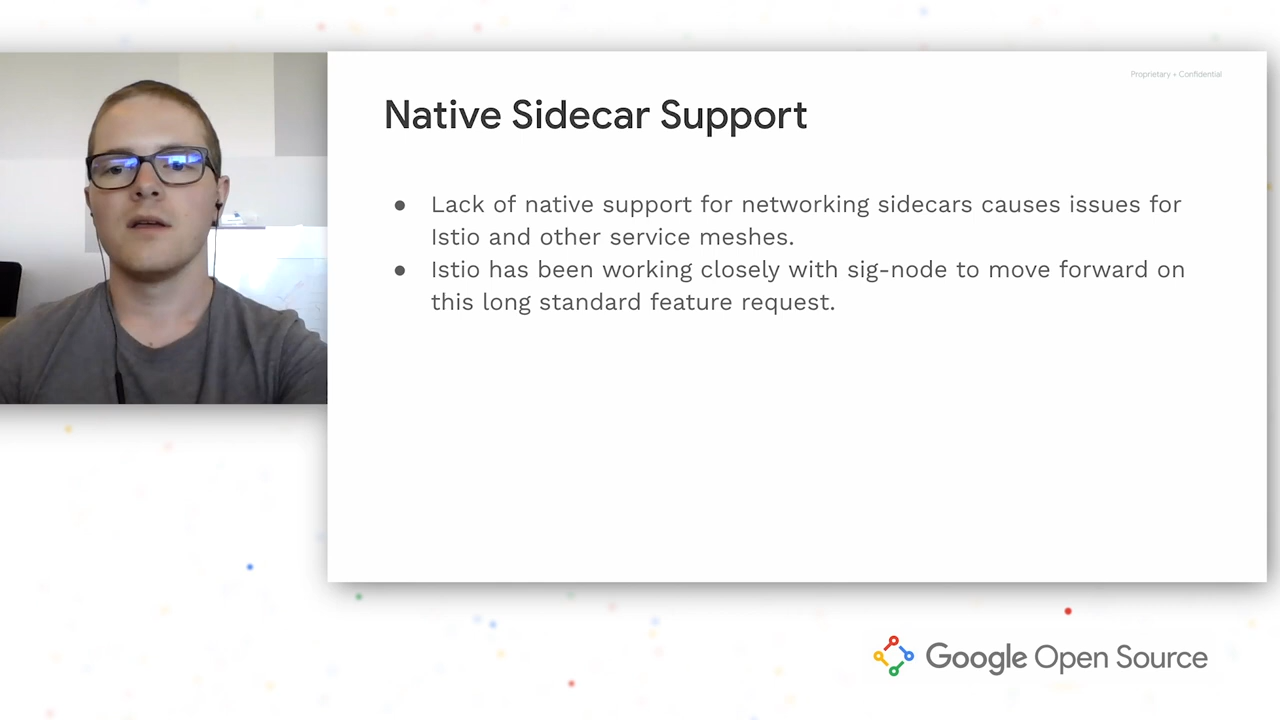 Proprietary + Confidential
Native Sidecar Support
● Lack of native support for networking sidecars causes issues for
Istio and other service meshes.
● Istio has been working closely with sig-node to move forward on
this long standard feature request.
Google Open Source